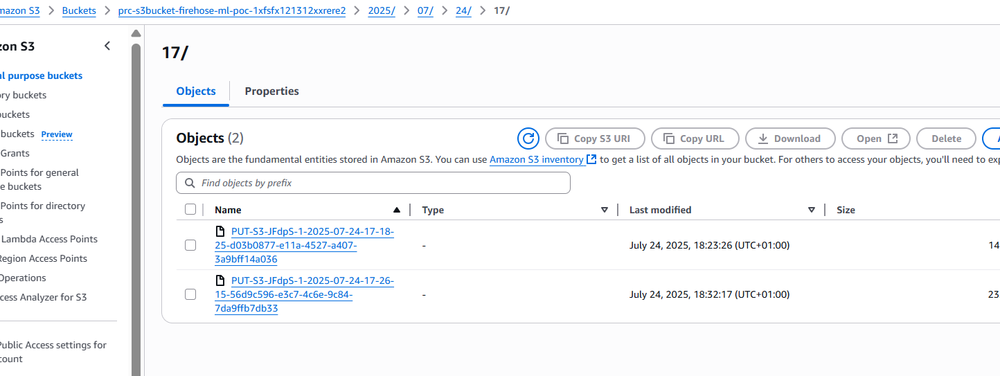 zon S3 > Buckets > prc-s3bucket-firehose-ml-poc-1xfsfx121312xxrere2 > 2025/ > 07/ > 24/ > 17/
zon S3
al purpose buckets
ory buckets
buckets
buckets Preview
Grants
Points for general
e buckets
Points for directory
s
Lambda Access Points
Region Access Points
Operations
cess Analyzer for S3
Public Access settings for
count
17/
Objects Properties
Objects (2)
Copy S3 URI Copy URL Download Open Delete
Objects are the fundamental entities stored in Amazon S3. You can use Amazon S3 inventory to get a list of all objects in your bucket. For others to access your objects, you'll need to exp
Find objects by prefix
Name Type Last modified Size
PUT-S3-JFdpS-1-2025-07-24-17-18-
25-d03b0877-e11a-4527-a407-
3a9bff14a036
- July 24, 2025, 18:23:26 (UTC+01:00) 14
PUT-S3-JFdpS-1-2025-07-24-17-26-
15-56d9c596-e3c7-4c6e-9c84-
7da9ffb7db33
- July 24, 2025, 18:32:17 (UTC+01:00) 23